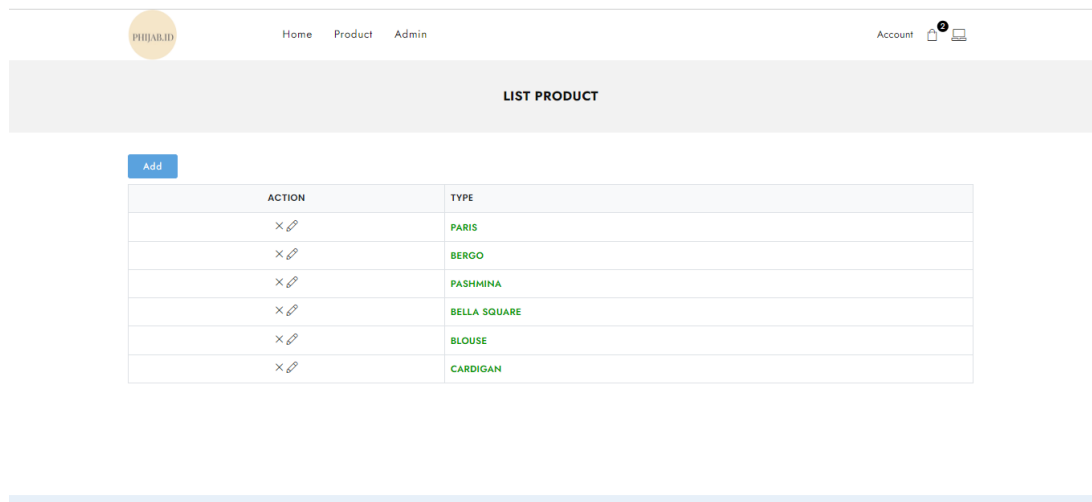 PHIJAB.ID Home Product Admin Account 2
LIST PRODUCT
Add
ACTION TYPE
PARIS
BERGO
PASHMINA
BELLA SQUARE
BLOUSE
CARDIGAN